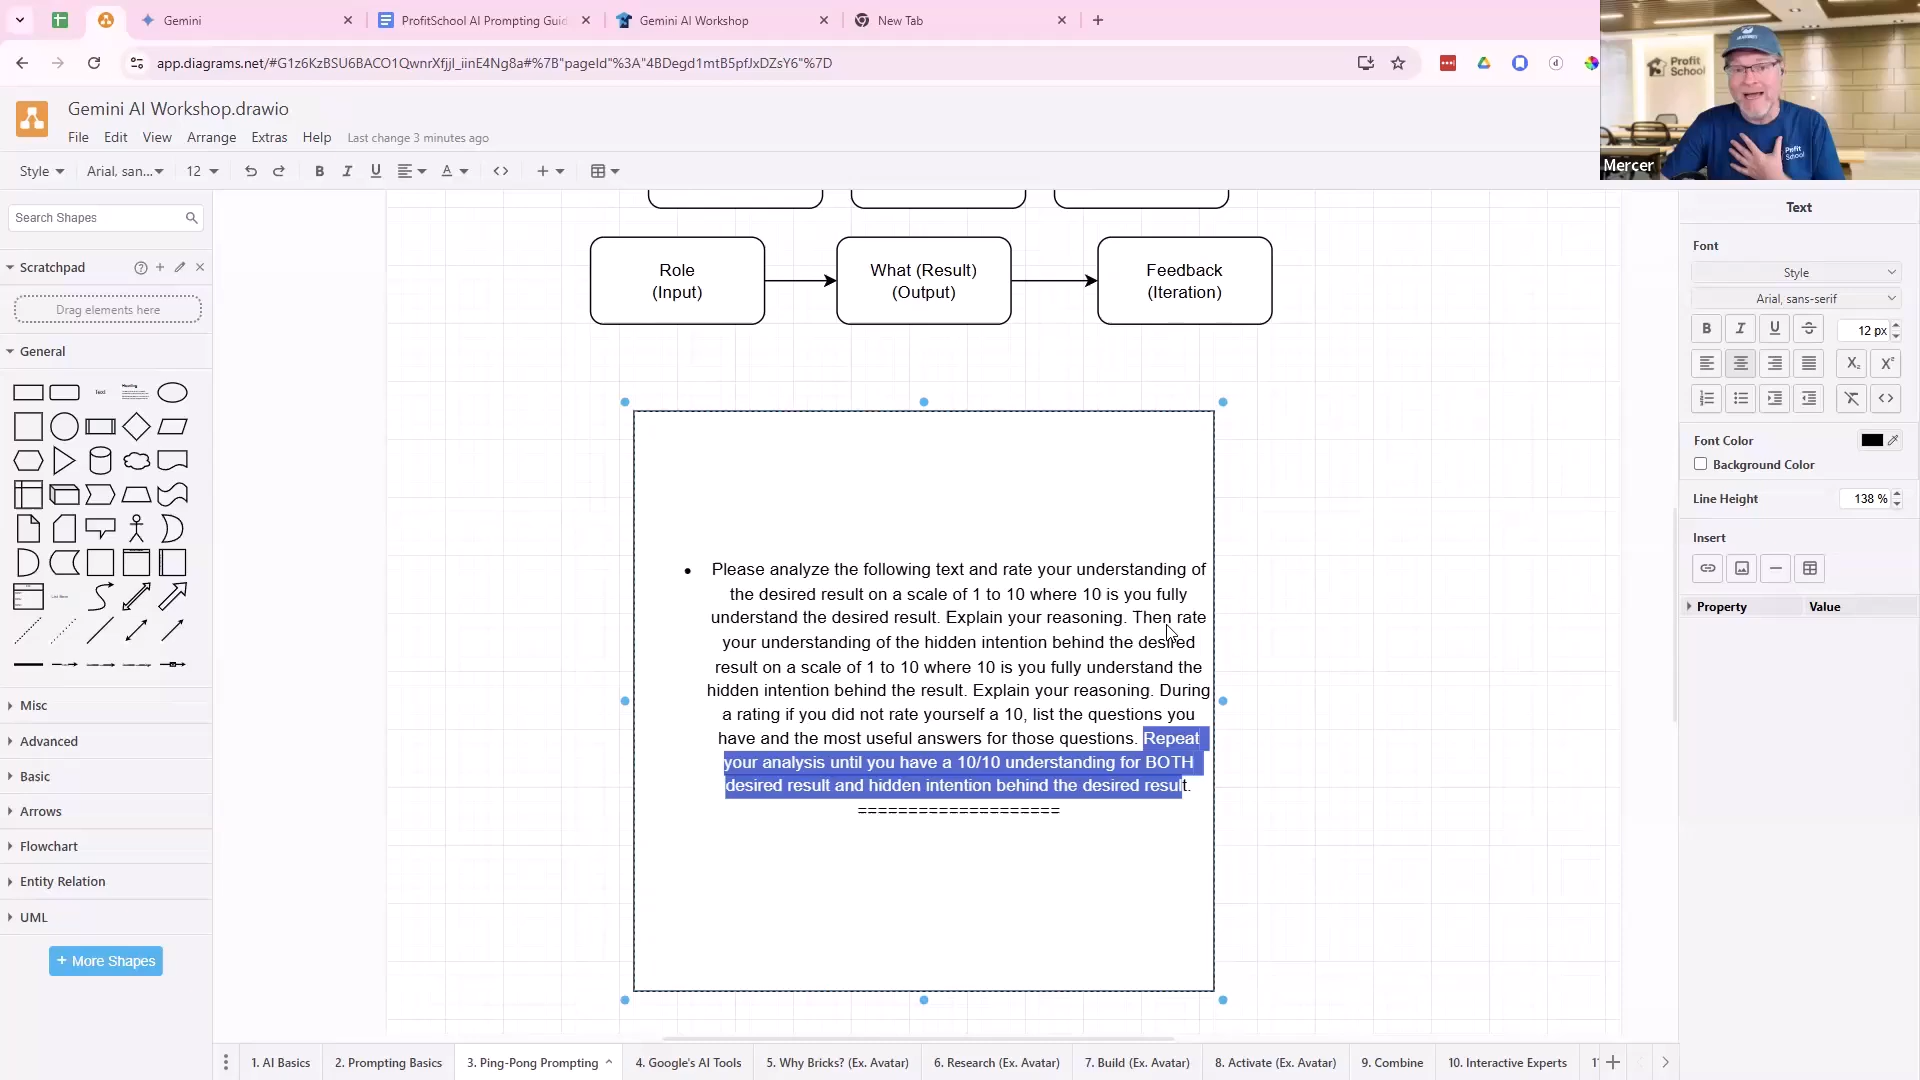 Gemini
ProfitSchool AI Prompting Guid
Gemini AI Workshop
New Tab
app.diagrams.net/#G1z6KzBSU6BACO1QwnrXfjjI_iinE4Ng8a#%7B"pageId"%3A"4BDegd1mtB5pfJxDZsY6"%7D
Profit
School
Profit
School
Mercer
Gemini AI Workshop.drawio
File Edit View Arrange Extras Help Last change 3 minutes ago
Style Arial, san... 12 B I U A
Search Shapes
Scratchpad
Drag elements here
General
Text
Heading
Misc
Advanced
Basic
Arrows
Flowchart
Entity Relation
UML
+ More Shapes
Role
(Input)
What (Result)
(Output)
Feedback
(Iteration)
• Please analyze the following text and rate your understanding of
the desired result on a scale of 1 to 10 where 10 is you fully
understand the desired result. Explain your reasoning. Then rate
your understanding of the hidden intention behind the desired
result on a scale of 1 to 10 where 10 is you fully understand the
hidden intention behind the result. Explain your reasoning. During
a rating if you did not rate yourself a 10, list the questions you
have and the most useful answers for those questions. Repeat
your analysis until you have a 10/10 understanding for BOTH
desired result and hidden intention behind the desired result.
====================
Text
Font
Style
Arial, sans-serif
B I U S 12 px
X₂ X²
Font Color
Background Color
Line Height 138 %
Insert
Property Value
1. AI Basics 2. Prompting Basics 3. Ping-Pong Prompting 4. Google's AI Tools 5. Why Bricks? (Ex. Avatar) 6. Research (Ex. Avatar) 7. Build (Ex. Avatar) 8. Activate (Ex. Avatar) 9. Combine 10. Interactive Experts 1